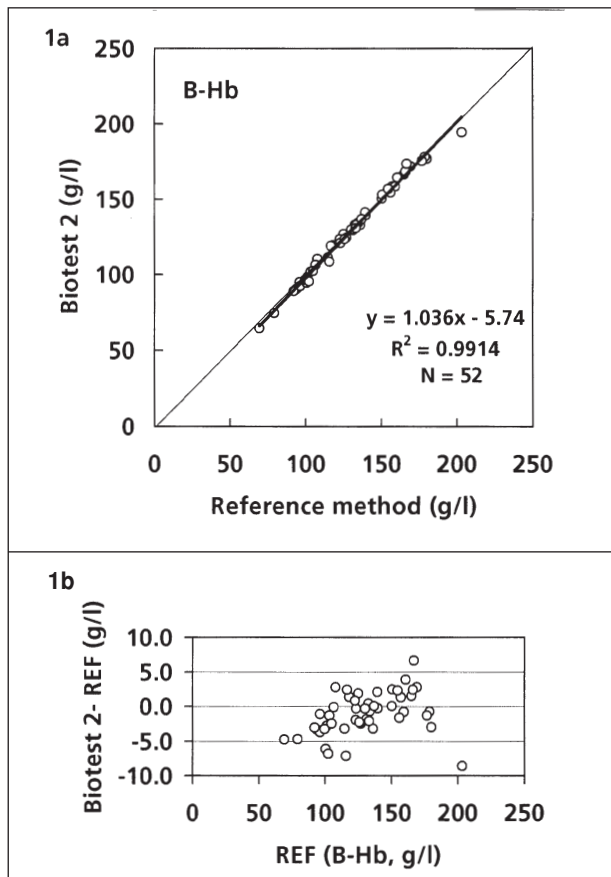 1a
250
200
150
100
50
0
Biotest 2 (g/l)
B-Hb
y = 1.036x - 5.74
R² = 0.9914
N = 52
0 50 100 150 200 250
Reference method (g/l)
1b
10.0
5.0
0.0
-5.0
-10.0
Biotest 2- REF (g/l)
0 50 100 150 200 250
REF (B-Hb, g/l)